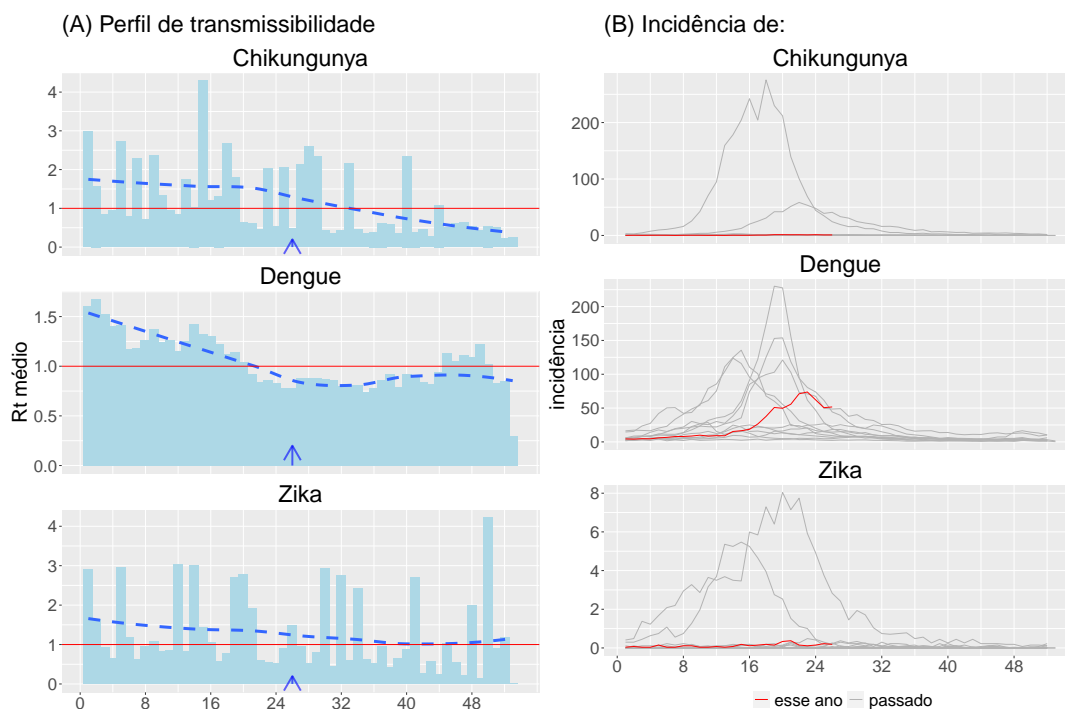 (A) Perfil de transmissibilidade
Chikungunya
4
3
2
1
0
Dengue
1.5
1.0
0.5
0.0
Rt médio
Zika
4
3
2
1
0
0 8 16 24 32 40 48
(B) Incidência de:
Chikungunya
200
100
0
Dengue
200
150
100
50
0
incidência
Zika
8
6
4
2
0
0 8 16 24 32 40 48
esse ano passado